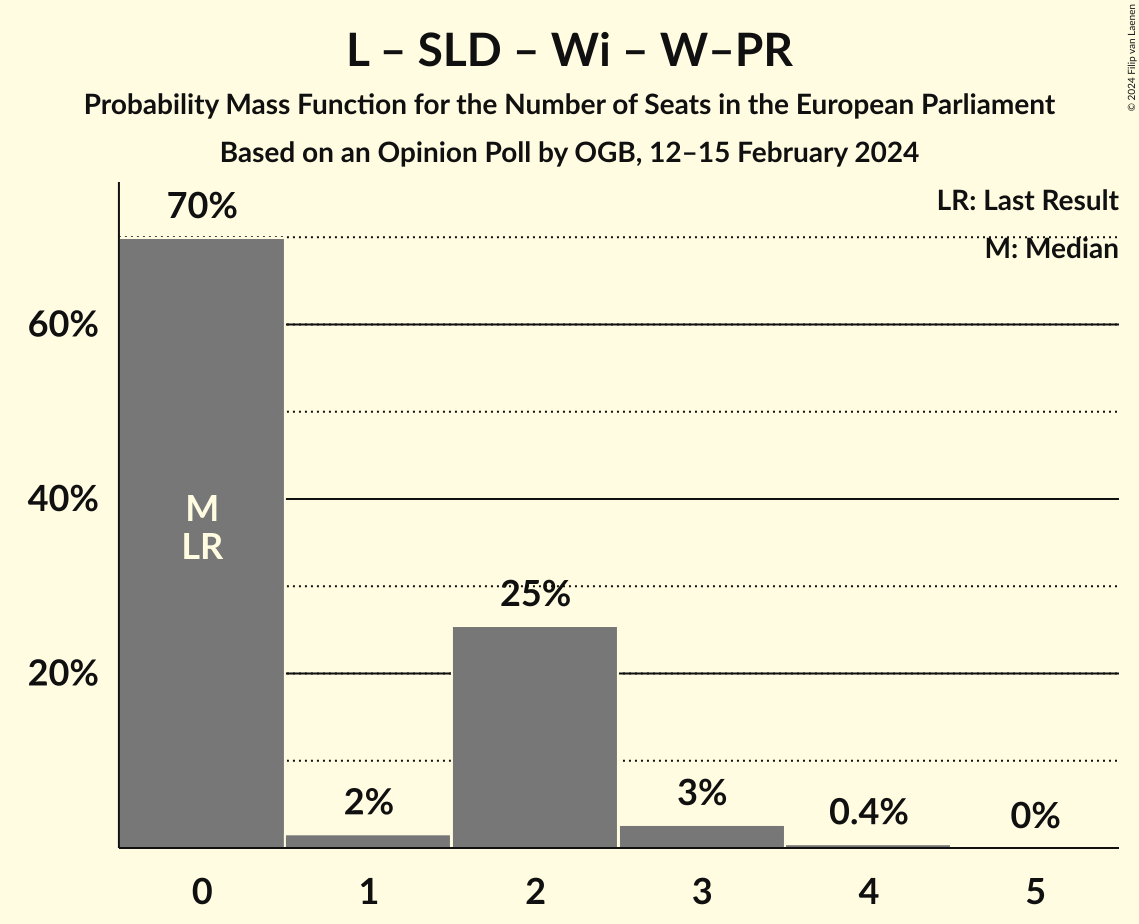 L – SLD – Wi – W–PR
Probability Mass Function for the Number of Seats in the European Parliament
Based on an Opinion Poll by OGB, 12–15 February 2024
© 2024 Filip van Laenen
LR: Last Result
M: Median
70%
60%
40%
20%
M
LR
2%
25%
3%
0.4%
0%
0 1 2 3 4 5